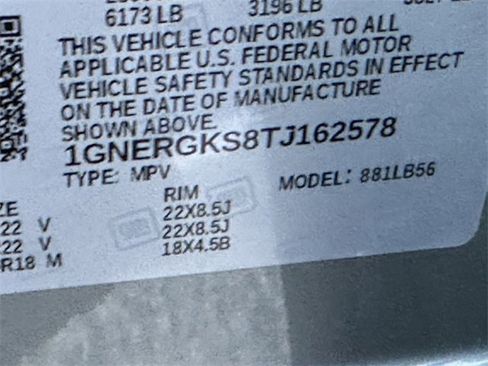 6173 LB 3196 LB
THIS VEHICLE CONFORMS TO ALL
APPLICABLE U.S. FEDERAL MOTOR
VEHICLE SAFETY STANDARDS IN EFFECT
ON THE DATE OF MANUFACTURE
SHOWN ABOVE.
1GNERGKS8TJ162578
TYPE: MPV MODEL: 881LB56
RIM
22 V 22X8.5J
22 V 22X8.5J
R18 M 18X4.5B